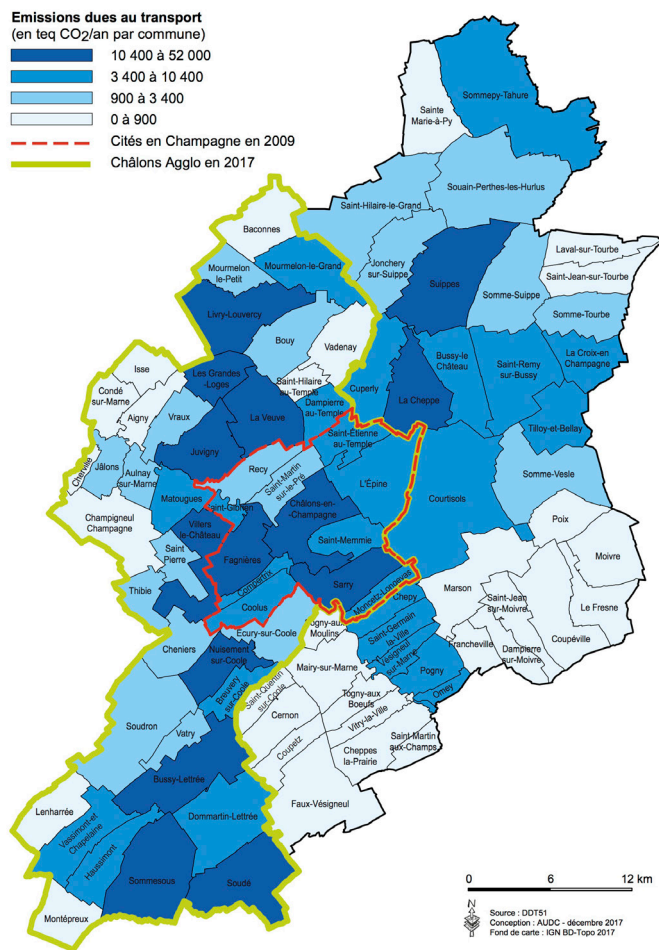 Emissions dues au transport
(en teq CO2/an par commune)
10 400 à 52 000
3 400 à 10 400
900 à 3 400
0 à 900
Cités en Champagne en 2009
Châlons Agglo en 2017
Sommepy-Tahure
Sainte
Marie-à-Py
Souain-Perthes-les-Hurlus
Saint-Hilaire-le-Grand
Baconnes
Mourmelon-le-Grand
Mourmelon
le-Petit
Jonchery
sur-Suippe
Suippes
Somme-Suippe
Laval-sur-Tourbe
Saint-Jean-sur-Tourbe
Somme-Tourbe
Livry-Louvercy
Bouy
Vadenay
Saint-Hilaire
au-Temple
Dampierre
au-Temple
Cuperly
La Cheppe
Bussy-le
Château
Saint-Remy
sur-Bussy
La Croix-en
Champagne
Tilloy-et-Bellay
Isse
Condé
sur-Marne
Aigny
Vraux
Les Grandes
-Loges
La Veuve
Juvigny
Cherville
Jâlons
Aulnay
sur-Marne
Matougues
Recy
Saint-Martin
sur-le-Pré
Saint-Étienne
au-Temple
L'Épine
Courtisols
Somme-Vesle
Poix
Moivre
Champigneul
Champagne
Villers
le-Château
Saint-Gibrien
Châlons-en-
Champagne
Saint-Memmie
Fagnières
Saint
Pierre
Thibie
Compertrix
Coolus
Sarry
Moncetz-Longevas
Chepy
Marson
Saint-Jean
sur-Moivre
Le Fresne
Coupéville
Dampierre
sur-Moivre
Francheville
Saint-Germain
la-Ville
Vésigneul
sur-Marne
Pogny
Omey
Togny-aux
Moulins
Écury-sur-Coole
Cheniers
Nuisement
sur-Coole
Breuvery
sur-Coole
Saint-Quentin
sur-Coole
Mairy-sur-Marne
Togny-aux
Boeufs
Vitry-la-Ville
Cernon
Coupetz
Cheppes
la-Prairie
Saint Martin
aux-Champs
Faux-Vésigneul
Soudron
Vatry
Bussy-Lettrée
Lenharrée
Vassimont-et
Chapelaine
Haussimont
Dommartin-Lettrée
Sommesous
Soudé
Montépreux
0 6 12 km
N
Source : DDT51
Conception : AUDC - décembre 2017
Fond de carte : IGN BD-Topo 2017